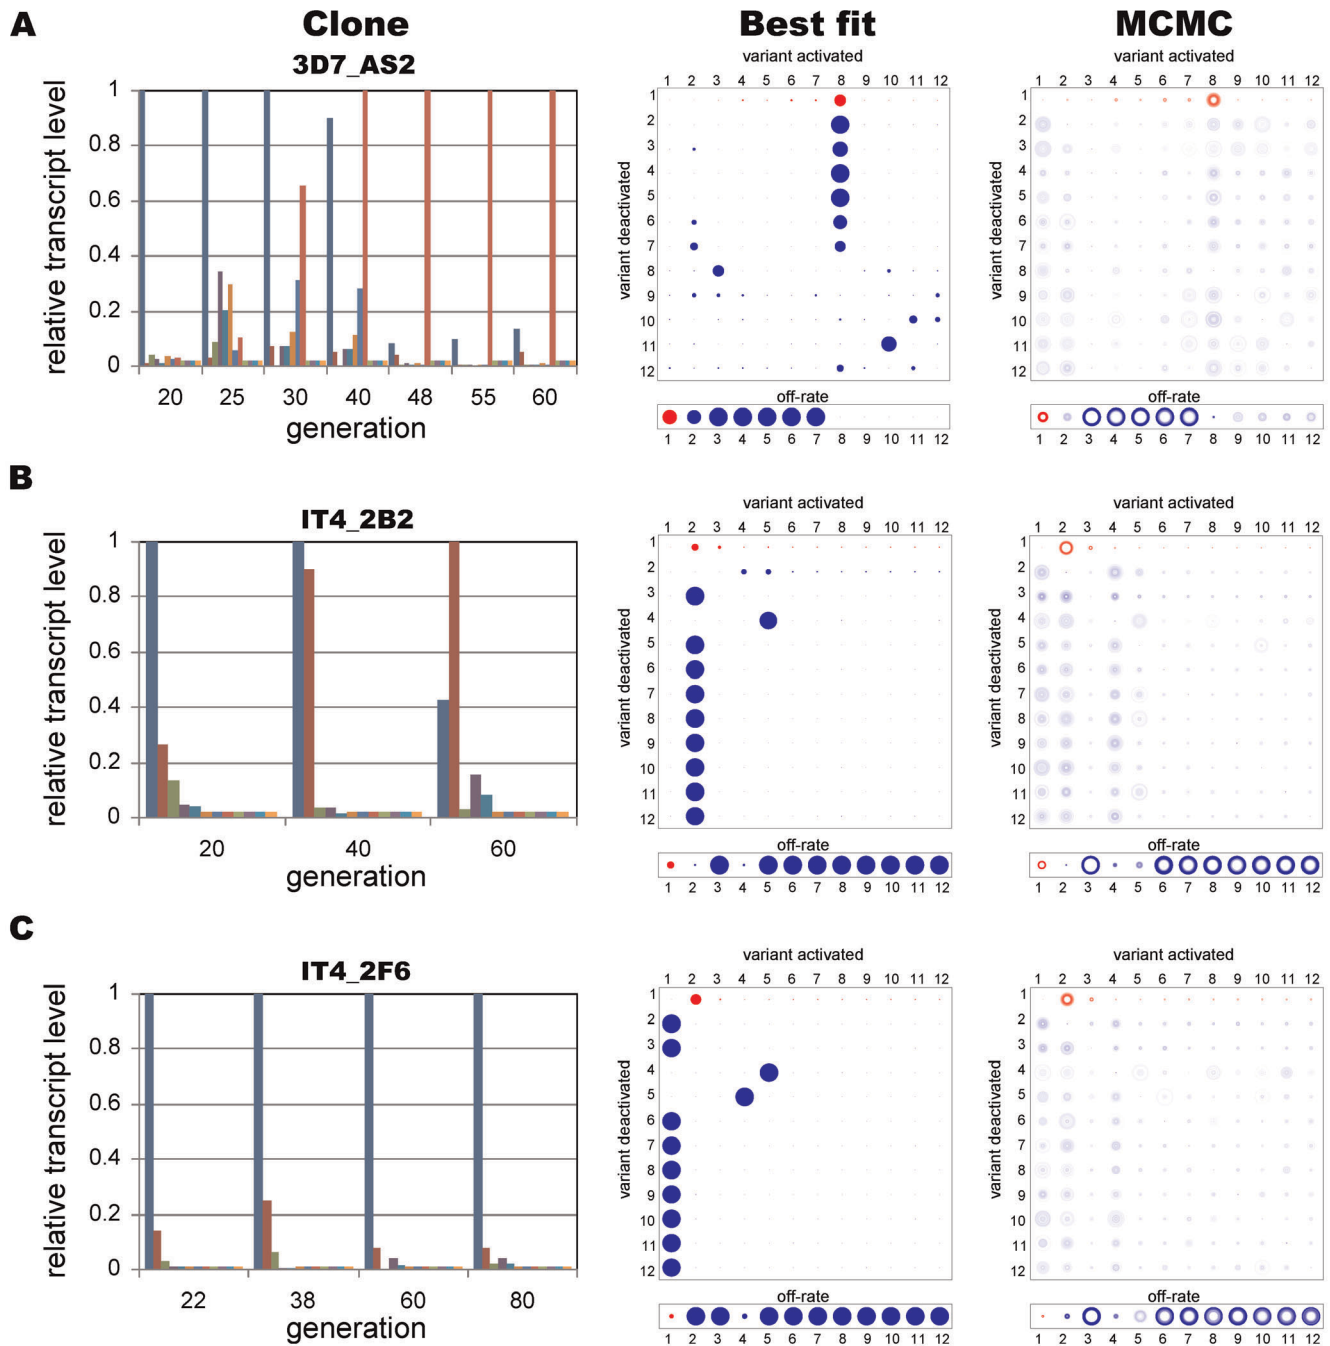 A
Clone
Best fit
MCMC
3D7_AS2
relative transcript level
1
0.8
0.6
0.4
0.2
0
20 25 30 40 48 55 60
generation
variant activated
1 2 3 4 5 6 7 8 9 10 11 12
variant deactivated
1
2
3
4
5
6
7
8
9
10
11
12
off-rate
1 2 3 4 5 6 7 8 9 10 11 12
variant activated
1 2 3 4 5 6 7 8 9 10 11 12
variant deactivated
1
2
3
4
5
6
7
8
9
10
11
12
off-rate
1 2 3 4 5 6 7 8 9 10 11 12
B
IT4_2B2
relative transcript level
1
0.8
0.6
0.4
0.2
0
20 40 60
generation
variant activated
1 2 3 4 5 6 7 8 9 10 11 12
variant deactivated
1
2
3
4
5
6
7
8
9
10
11
12
off-rate
1 2 3 4 5 6 7 8 9 10 11 12
variant activated
1 2 3 4 5 6 7 8 9 10 11 12
variant deactivated
1
2
3
4
5
6
7
8
9
10
11
12
off-rate
1 2 3 4 5 6 7 8 9 10 11 12
C
IT4_2F6
relative transcript level
1
0.8
0.6
0.4
0.2
0
22 38 60 80
generation
variant activated
1 2 3 4 5 6 7 8 9 10 11 12
variant deactivated
1
2
3
4
5
6
7
8
9
10
11
12
off-rate
1 2 3 4 5 6 7 8 9 10 11 12
variant activated
1 2 3 4 5 6 7 8 9 10 11 12
variant deactivated
1
2
3
4
5
6
7
8
9
10
11
12
off-rate
1 2 3 4 5 6 7 8 9 10 11 12